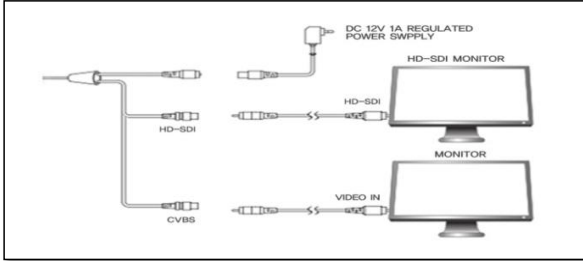 DC 12V 1A REGULATED
POWER SWPPLY
HD-SDI MONITOR
HD-SDI
HD-SDI
MONITOR
VIDEO IN
CVBS